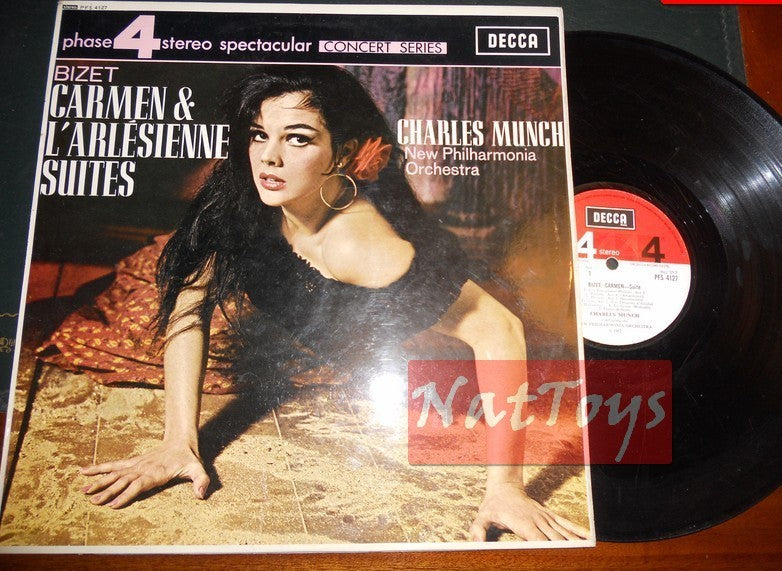 PFS 4127
phase 4 stereo spectacular CONCERT SERIES
DECCA
BIZET
CARMEN &
L'ARLÉSIENNE
SUITES
CHARLES MUNCH
New Philharmonia
Orchestra
DECCA
4 stereo 4
1
PFS 4127
BIZET: CARMEN—Suite
CHARLES MUNCH
NatToys